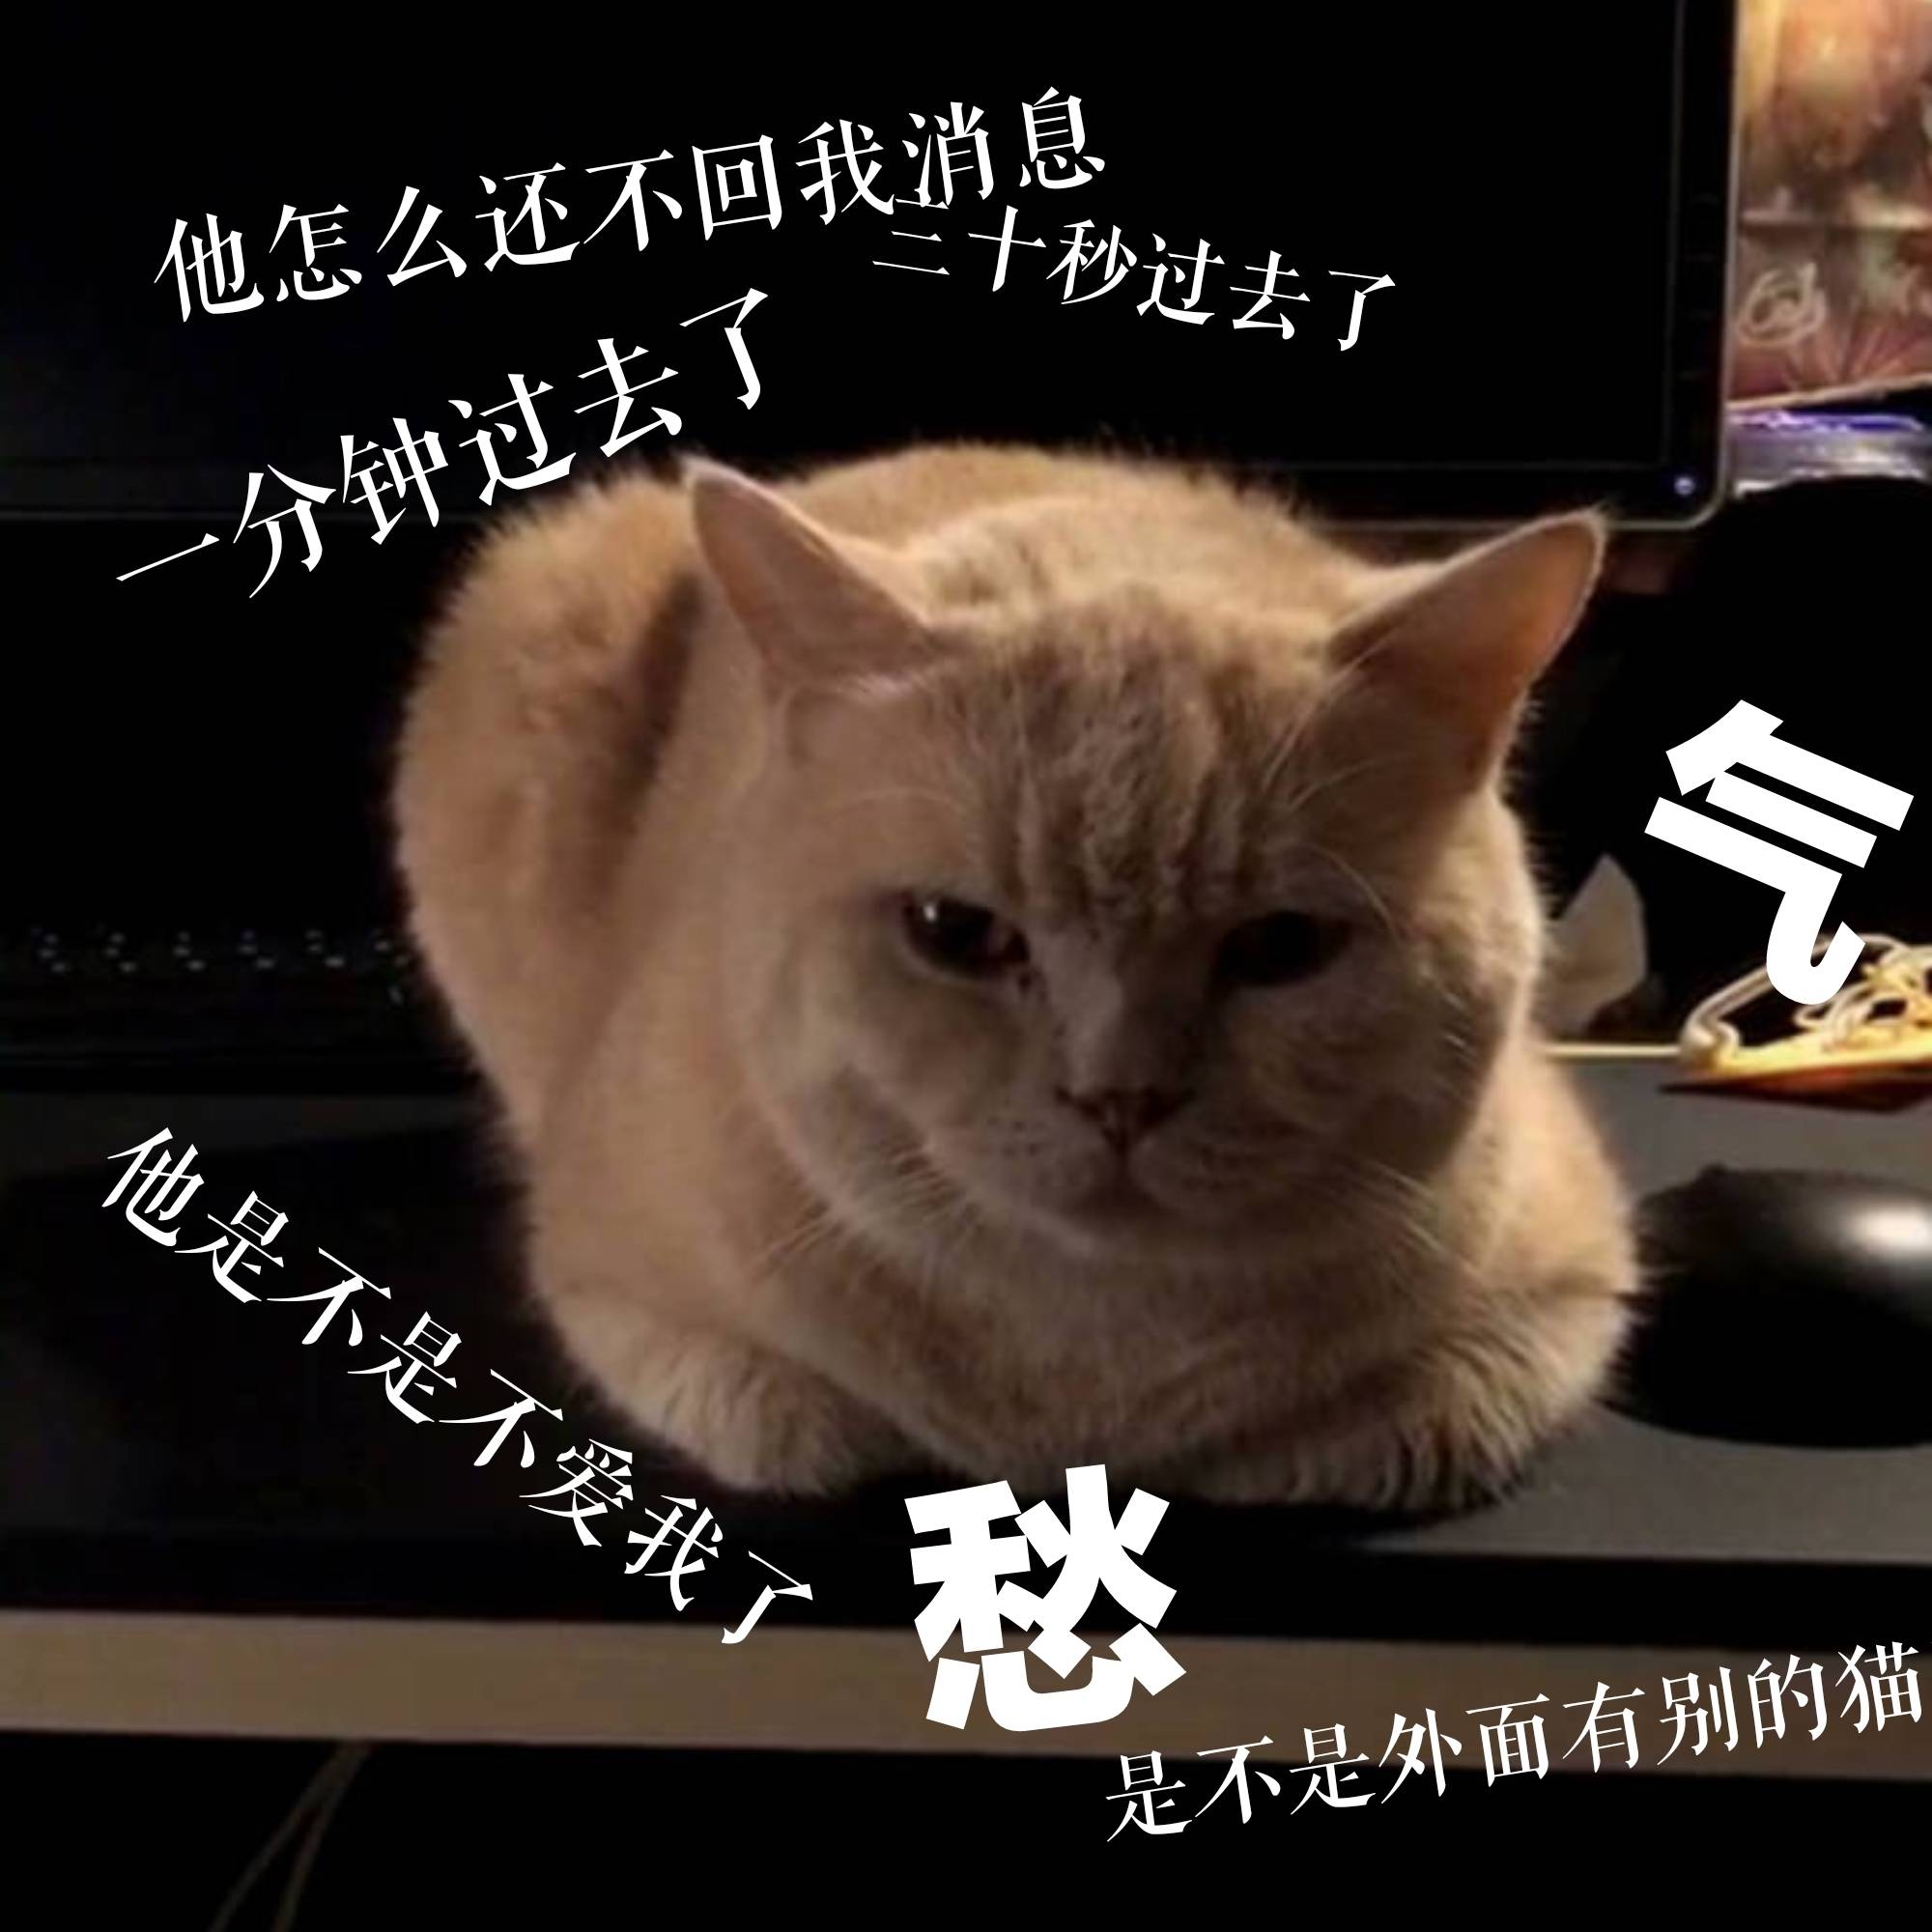 他怎么还不回我消息
三十秒过去了
一分钟过去了
气
他是不是不爱我了
愁
是不是外面有别的猫